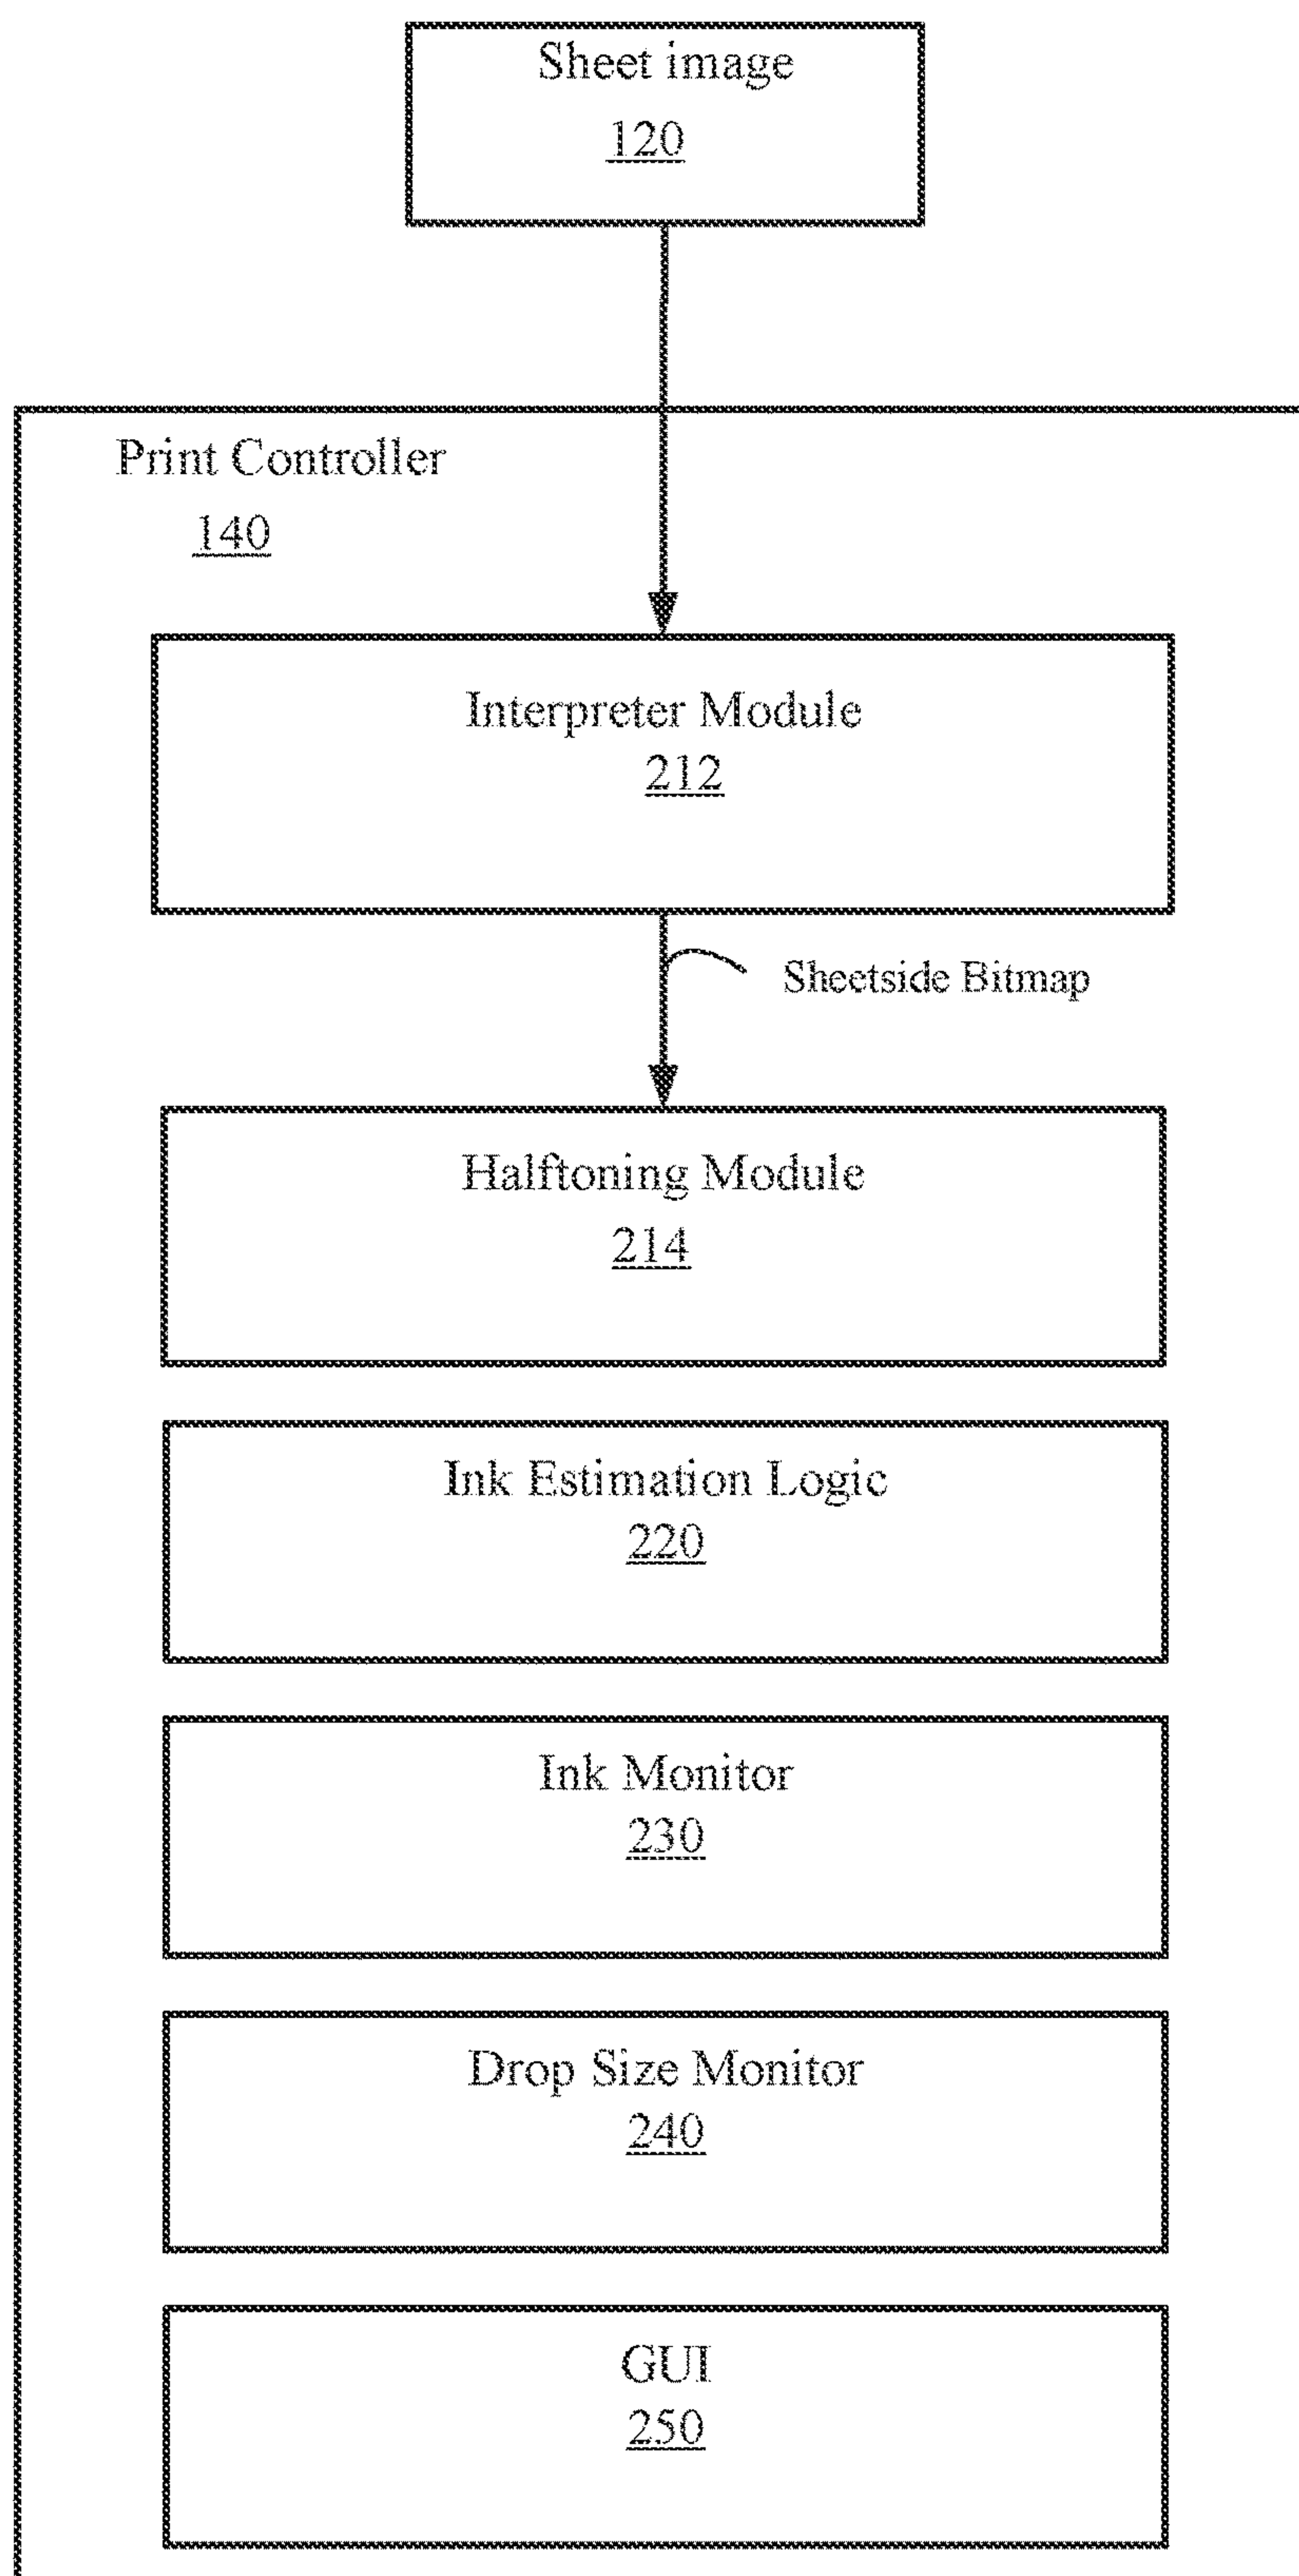 Sheet image
120
Print Controller
140
Interpreter Module
212
Sheetside Bitmap
Halftoning Module
214
Ink Estimation Logic
220
Ink Monitor
230
Drop Size Monitor
240
GUI
250